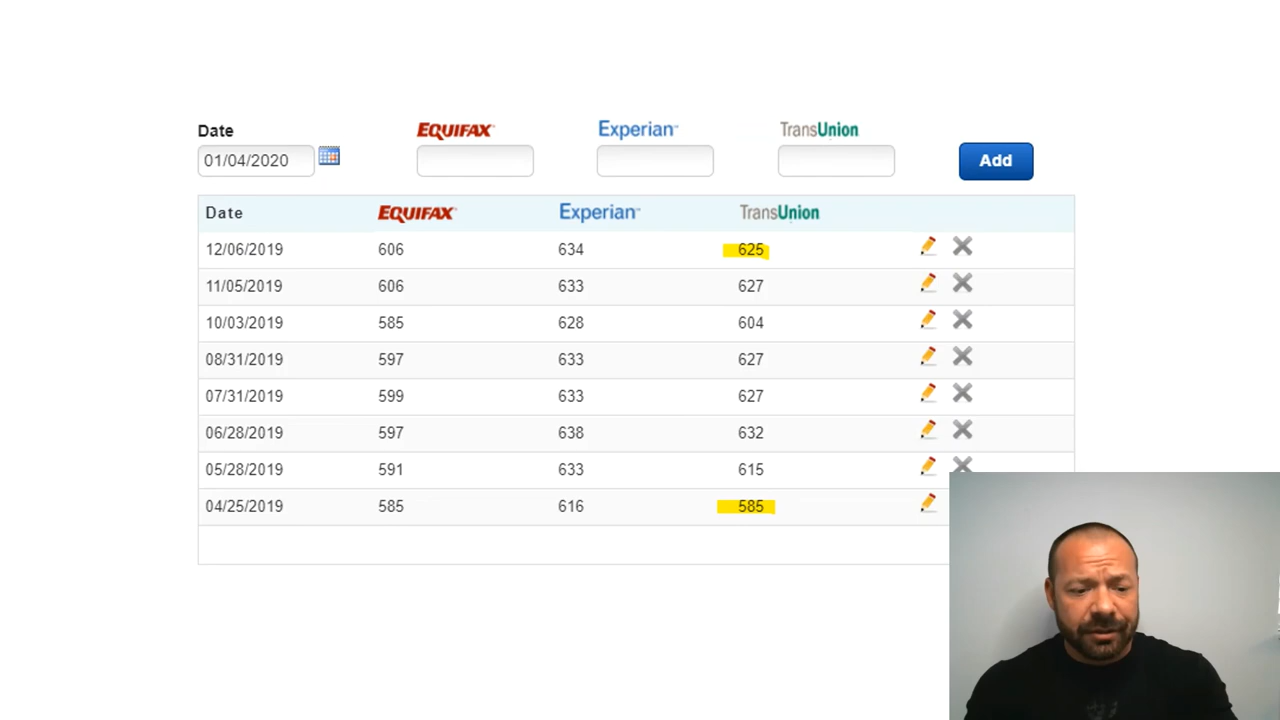 Date EQUIFAX Experian TransUnion
01/04/2020 Add
Date EQUIFAX Experian TransUnion
12/06/2019 606 634 625
11/05/2019 606 633 627
10/03/2019 585 628 604
08/31/2019 597 633 627
07/31/2019 599 633 627
06/28/2019 597 638 632
05/28/2019 591 633 615
04/25/2019 585 616 585